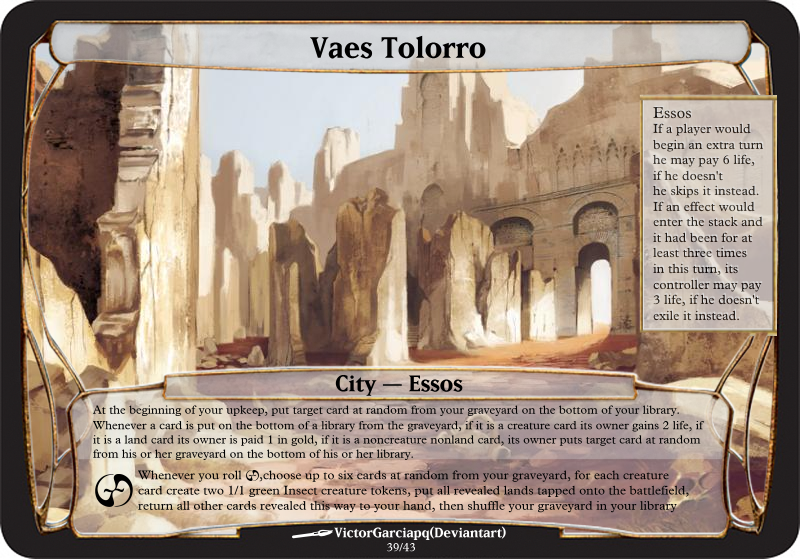 Vaes Tolorro
Essos
If a player would
begin an extra turn
he may pay 6 life,
if he doesn't
he skips it instead.
If an effect would
enter the stack and
it had been for at
least three times
in this turn, its
controller may pay
3 life, if he doesn't
exile it instead.
City — Essos
At the beginning of your upkeep, put target card at random from your graveyard on the bottom of your library.
Whenever a card is put on the bottom of a library from the graveyard, if it is a creature card its owner gains 2 life, if
it is a land card its owner is paid 1 in gold, if it is a noncreature nonland card, its owner puts target card at random
from his or her graveyard on the bottom of his or her library.
Whenever you roll ,choose up to six cards at random from your graveyard, for each creature
card create two 1/1 green Insect creature tokens, put all revealed lands tapped onto the battlefield,
return all other cards revealed this way to your hand, then shuffle your graveyard in your library
VictorGarciapq(Deviantart)
39/43